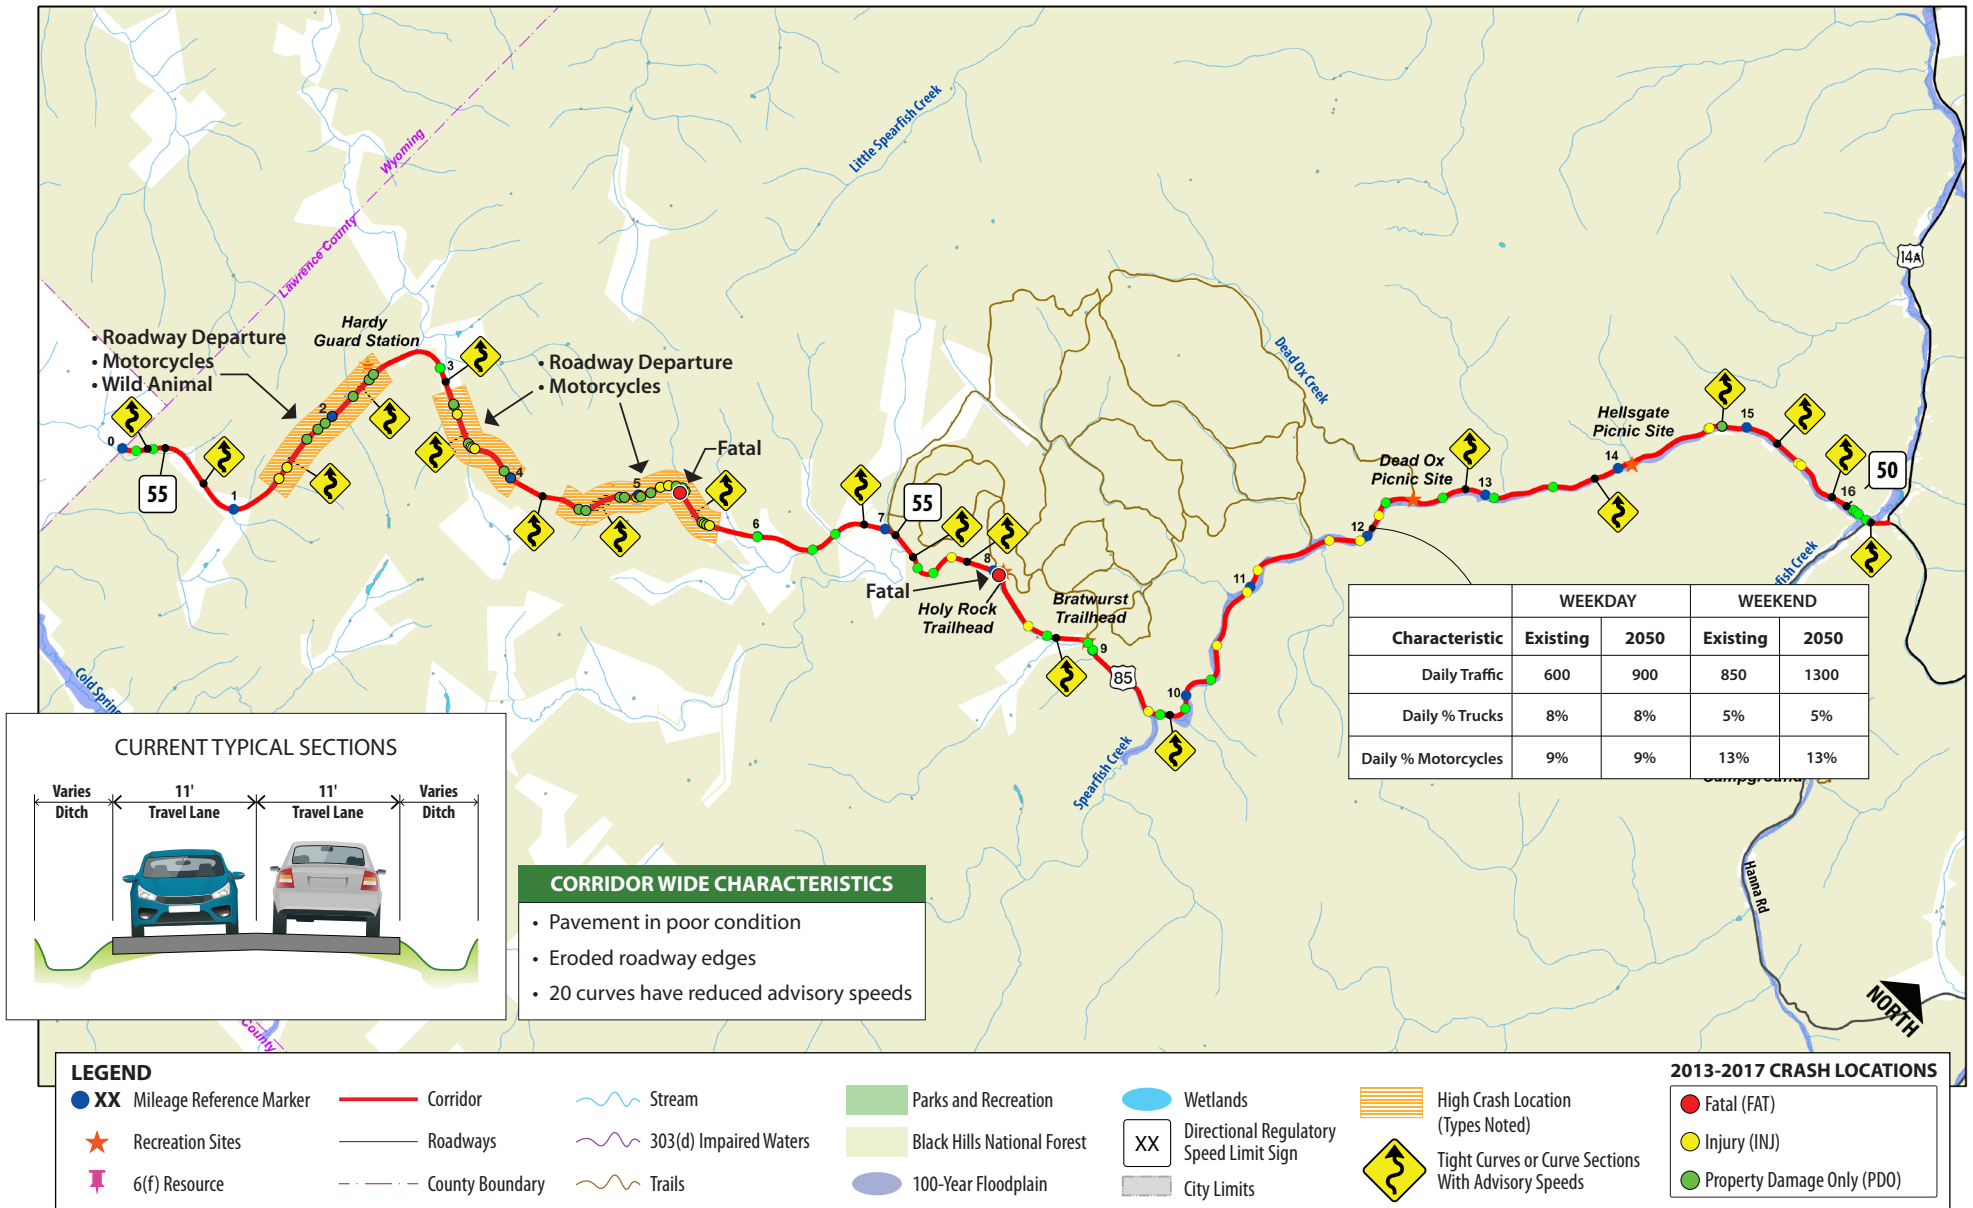 Wyoming
Lawrence County
Little Spearfish Creek
14A
• Roadway Departure
• Motorcycles
• Wild Animal
Hardy
Guard Station
• Roadway Departure
• Motorcycles
Fatal
Dead Ox Creek
0
55
1
2
3
4
5
6
7
55
8
Fatal
Holy Rock
Trailhead
Bratwurst
Trailhead
9
85
10
11
12
Dead Ox
Picnic Site
13
Hellsgate
Picnic Site
14
15
16
50
Spearfish Creek
fish Creek
Cold Spring
WEEKDAY WEEKEND
Characteristic Existing 2050 Existing 2050
Daily Traffic 600 900 850 1300
Daily % Trucks 8% 8% 5% 5%
Daily % Motorcycles 9% 9% 13% 13%
Campground
Hanna Rd
NORTH
CURRENT TYPICAL SECTIONS
Varies 11' 11' Varies
Ditch Travel Lane Travel Lane Ditch
County
CORRIDOR WIDE CHARACTERISTICS
• Pavement in poor condition
• Eroded roadway edges
• 20 curves have reduced advisory speeds
LEGEND
XX Mileage Reference Marker
Recreation Sites
6(f) Resource
Corridor
Roadways
County Boundary
Stream
303(d) Impaired Waters
Trails
Parks and Recreation
Black Hills National Forest
100-Year Floodplain
Wetlands
XX
Directional Regulatory
Speed Limit Sign
City Limits
High Crash Location
(Types Noted)
Tight Curves or Curve Sections
With Advisory Speeds
2013-2017 CRASH LOCATIONS
Fatal (FAT)
Injury (INJ)
Property Damage Only (PDO)